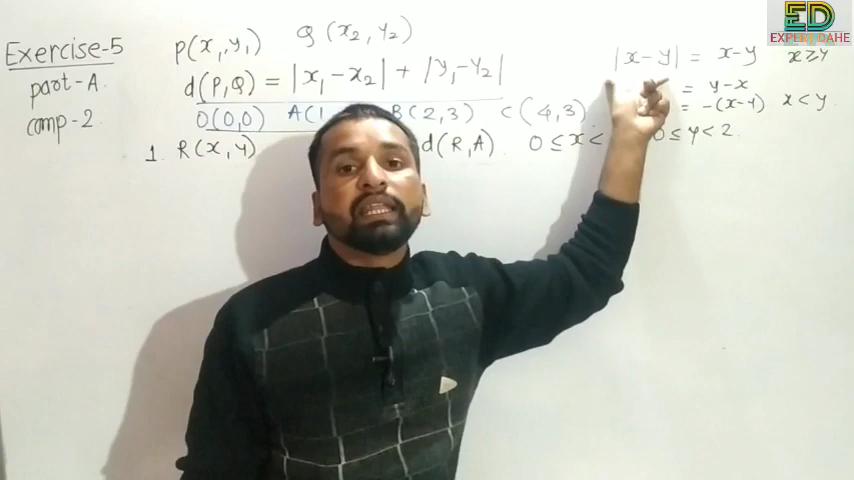 Exercise-5
part-A
comp-2
P(x, y₁) Q(x₂, y₂)
d(P,Q) = |x₁-x₂| + |y₁-y₂|
O(0,0) A(1 B(2,3) C(4,3)
1. R(x,y) d(R,A). 0≤x< 0≤y<2.
|x-y| = x-y x≥y
= y-x
= -(x-y) x<y.
ED
EXPERT DAHE